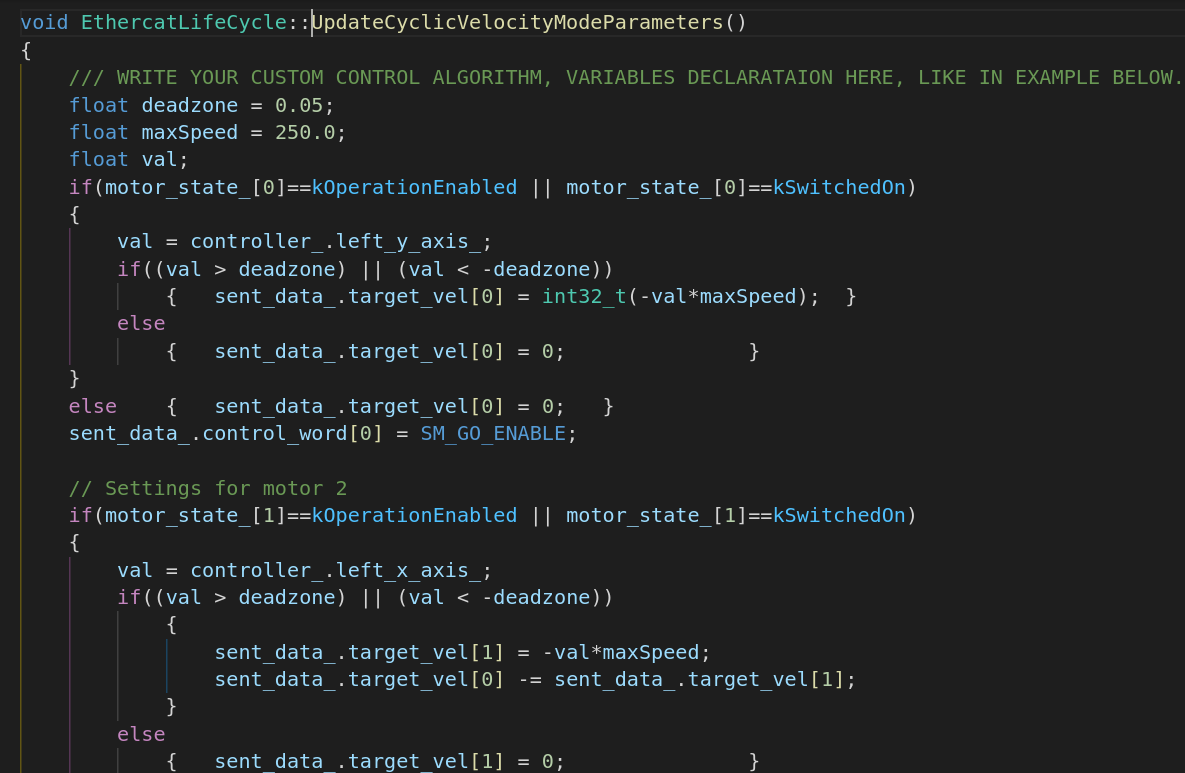 void EthercatLifeCycle::UpdateCyclicVelocityModeParameters()
{
    /// WRITE YOUR CUSTOM CONTROL ALGORITHM, VARIABLES DECLARATAION HERE, LIKE IN EXAMPLE BELOW.
    float deadzone = 0.05;
    float maxSpeed = 250.0;
    float val;
    if(motor_state_[0]==kOperationEnabled || motor_state_[0]==kSwitchedOn)
    {
        val = controller_.left_y_axis_;
        if((val > deadzone) || (val < -deadzone))
            {   sent_data_.target_vel[0] = int32_t(-val*maxSpeed);  }
        else
            {   sent_data_.target_vel[0] = 0;               }
    }
    else    {   sent_data_.target_vel[0] = 0;   }
    sent_data_.control_word[0] = SM_GO_ENABLE;

    // Settings for motor 2
    if(motor_state_[1]==kOperationEnabled || motor_state_[1]==kSwitchedOn)
    {
        val = controller_.left_x_axis_;
        if((val > deadzone) || (val < -deadzone))
            {
                sent_data_.target_vel[1] = -val*maxSpeed;
                sent_data_.target_vel[0] -= sent_data_.target_vel[1];
            }
        else
            {   sent_data_.target_vel[1] = 0;               }